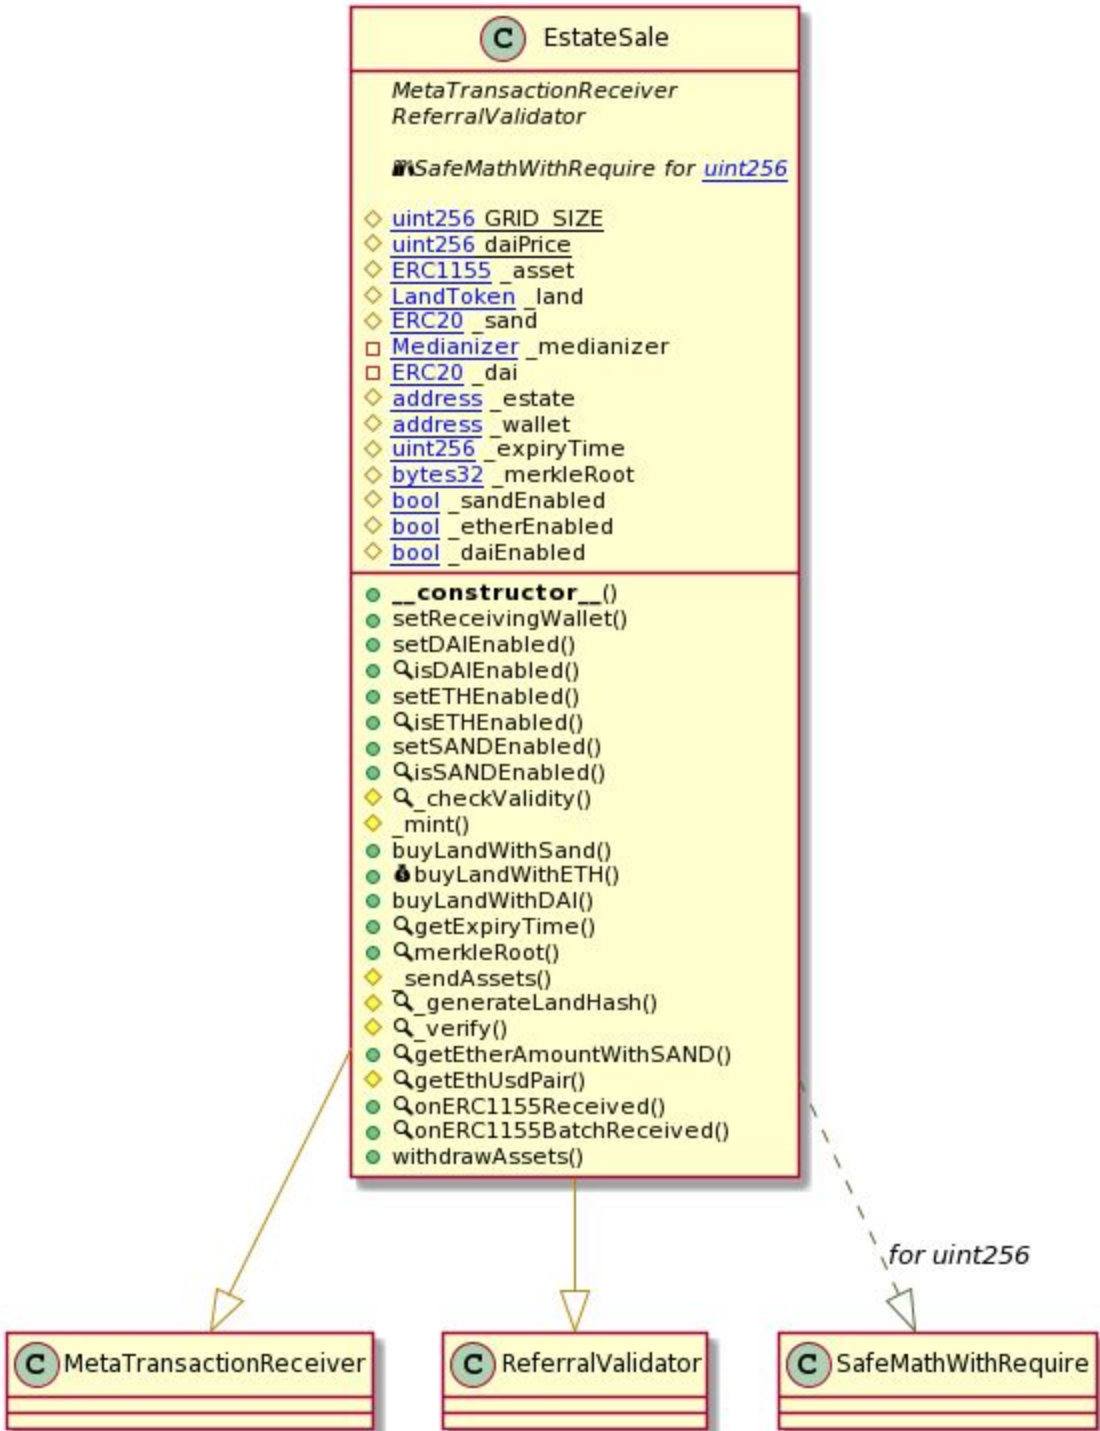 C EstateSale
MetaTransactionReceiver
ReferralValidator
SafeMathWithRequire for uint256
uint256 GRID_SIZE
uint256 daiPrice
ERC1155 _asset
LandToken _land
ERC20 _sand
Medianizer _medianizer
ERC20 _dai
address _estate
address _wallet
uint256 _expiryTime
bytes32 _merkleRoot
bool _sandEnabled
bool _etherEnabled
bool _daiEnabled
__constructor__()
setReceivingWallet()
setDAIEnabled()
isDAIEnabled()
setETHEnabled()
isETHEnabled()
setSANDEnabled()
isSANDEnabled()
_checkValidity()
_mint()
buyLandWithSand()
buyLandWithETH()
buyLandWithDAI()
getExpiryTime()
merkleRoot()
_sendAssets()
_generateLandHash()
_verify()
getEtherAmountWithSAND()
getEthUsdPair()
onERC1155Received()
onERC1155BatchReceived()
withdrawAssets()
for uint256
C MetaTransactionReceiver
C ReferralValidator
C SafeMathWithRequire